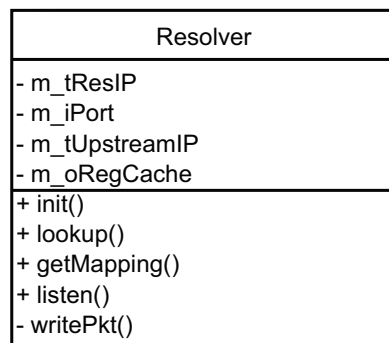 Resolver
- m_tResIP
- m_iPort
- m_tUpstreamIP
- m_oRegCache
+ init()
+ lookup()
+ getMapping()
+ listen()
- writePkt()